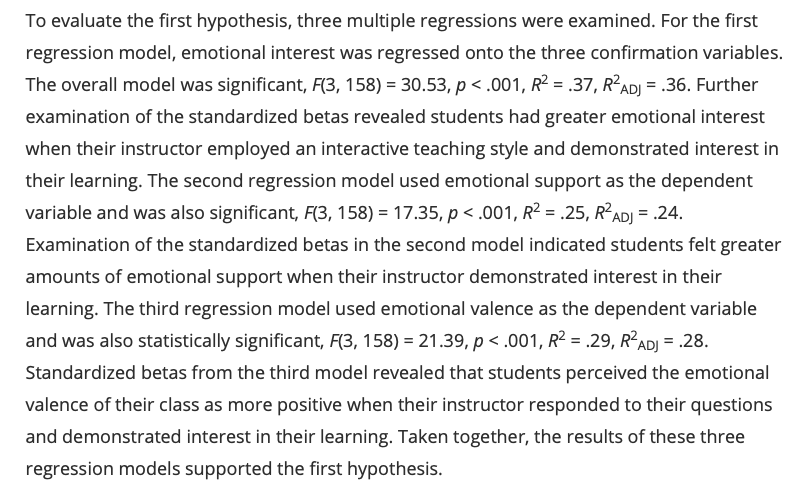 To evaluate the first hypothesis, three multiple regressions were examined. For the first
regression model, emotional interest was regressed onto the three confirmation variables.
The overall model was significant, F(3, 158) = 30.53, p < .001, R² = .37, R²ADJ = .36. Further
examination of the standardized betas revealed students had greater emotional interest
when their instructor employed an interactive teaching style and demonstrated interest in
their learning. The second regression model used emotional support as the dependent
variable and was also significant, F(3, 158) = 17.35, p < .001, R² = .25, R²ADJ = .24.
Examination of the standardized betas in the second model indicated students felt greater
amounts of emotional support when their instructor demonstrated interest in their
learning. The third regression model used emotional valence as the dependent variable
and was also statistically significant, F(3, 158) = 21.39, p < .001, R² = .29, R²ADJ = .28.
Standardized betas from the third model revealed that students perceived the emotional
valence of their class as more positive when their instructor responded to their questions
and demonstrated interest in their learning. Taken together, the results of these three
regression models supported the first hypothesis.